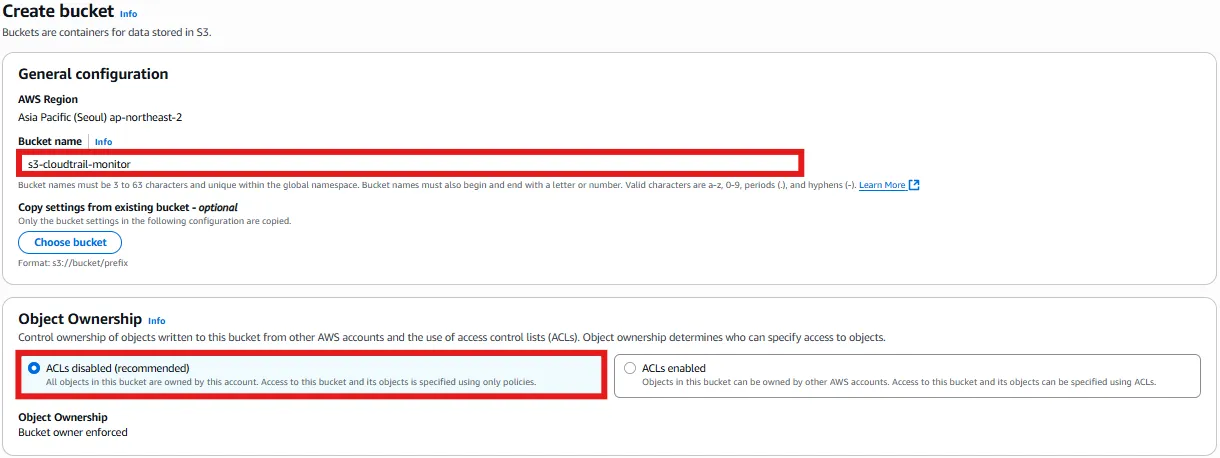 Create bucket Info
Buckets are containers for data stored in S3.
General configuration
AWS Region
Asia Pacific (Seoul) ap-northeast-2
Bucket name Info
s3-cloudtrail-monitor
Bucket names must be 3 to 63 characters and unique within the global namespace. Bucket names must also begin and end with a letter or number. Valid characters are a-z, 0-9, periods (.), and hyphens (-). Learn More
Copy settings from existing bucket - optional
Only the bucket settings in the following configuration are copied.
Choose bucket
Format: s3://bucket/prefix
Object Ownership Info
Control ownership of objects written to this bucket from other AWS accounts and the use of access control lists (ACLs). Object ownership determines who can specify access to objects.
ACLs disabled (recommended)
All objects in this bucket are owned by this account. Access to this bucket and its objects is specified using only policies.
ACLs enabled
Objects in this bucket can be owned by other AWS accounts. Access to this bucket and its objects can be specified using ACLs.
Object Ownership
Bucket owner enforced